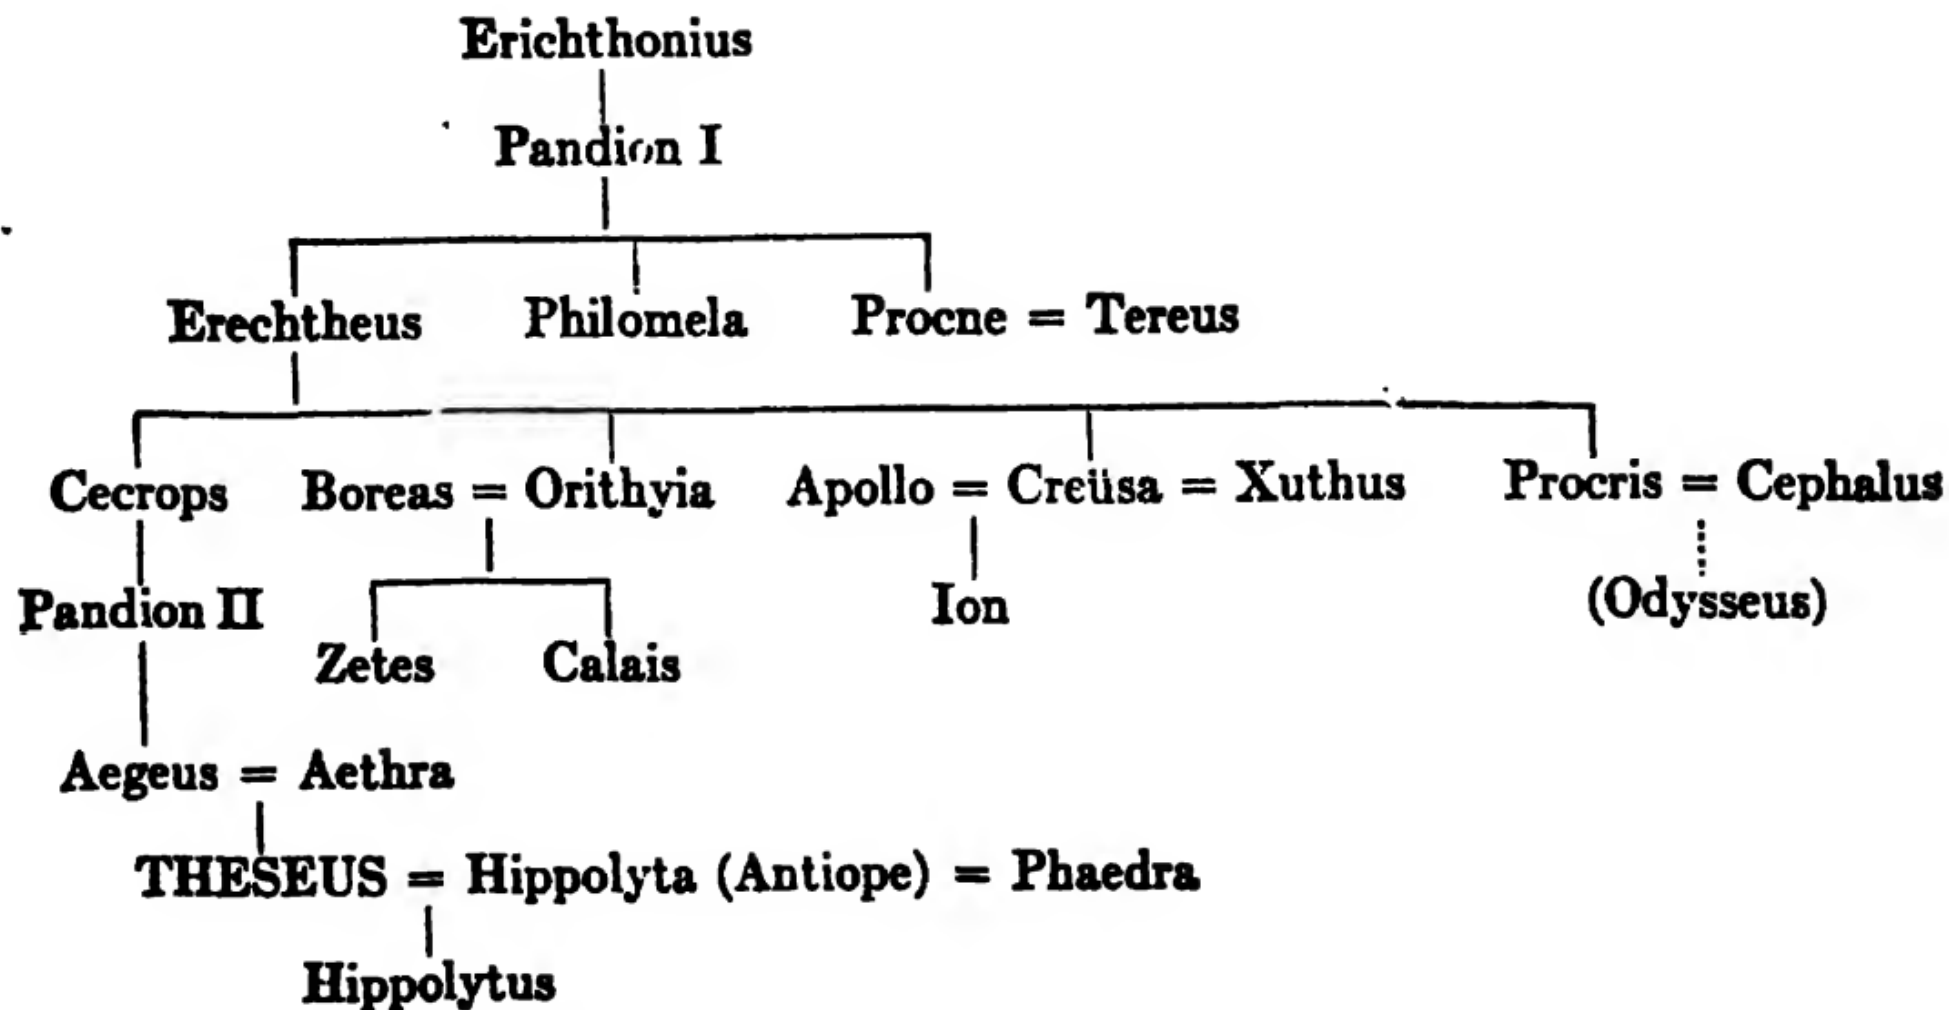 Erichthonius
Pandion I
Erechtheus Philomela Procne = Tereus
Cecrops Boreas = Orithyia Apollo = Creüsa = Xuthus Procris = Cephalus
Pandion II Ion (Odysseus)
Zetes Calais
Aegeus = Aethra
THESEUS = Hippolyta (Antiope) = Phaedra
Hippolytus